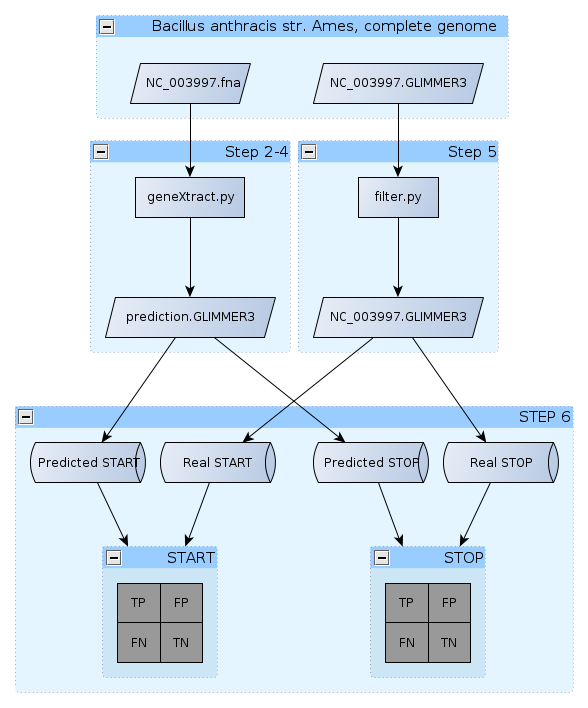 Bacillus anthracis str. Ames, complete genome
NC_003997.fna
NC_003997.GLIMMER3
Step 2-4
Step 5
geneXtract.py
filter.py
prediction.GLIMMER3
NC_003997.GLIMMER3
STEP 6
Predicted START
Real START
Predicted STOP
Real STOP
START
STOP
TP FP
FN TN
TP FP
FN TN